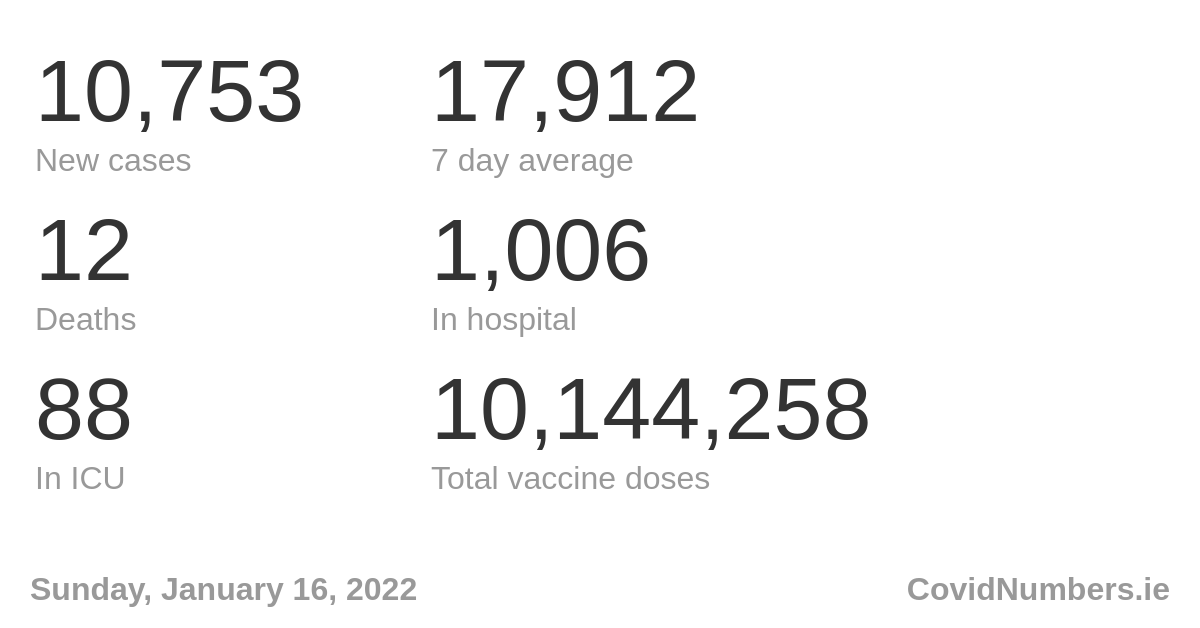 10,753 17,912
New cases 7 day average
12 1,006
Deaths In hospital
88 10,144,258
In ICU Total vaccine doses
Sunday, January 16, 2022 CovidNumbers.ie